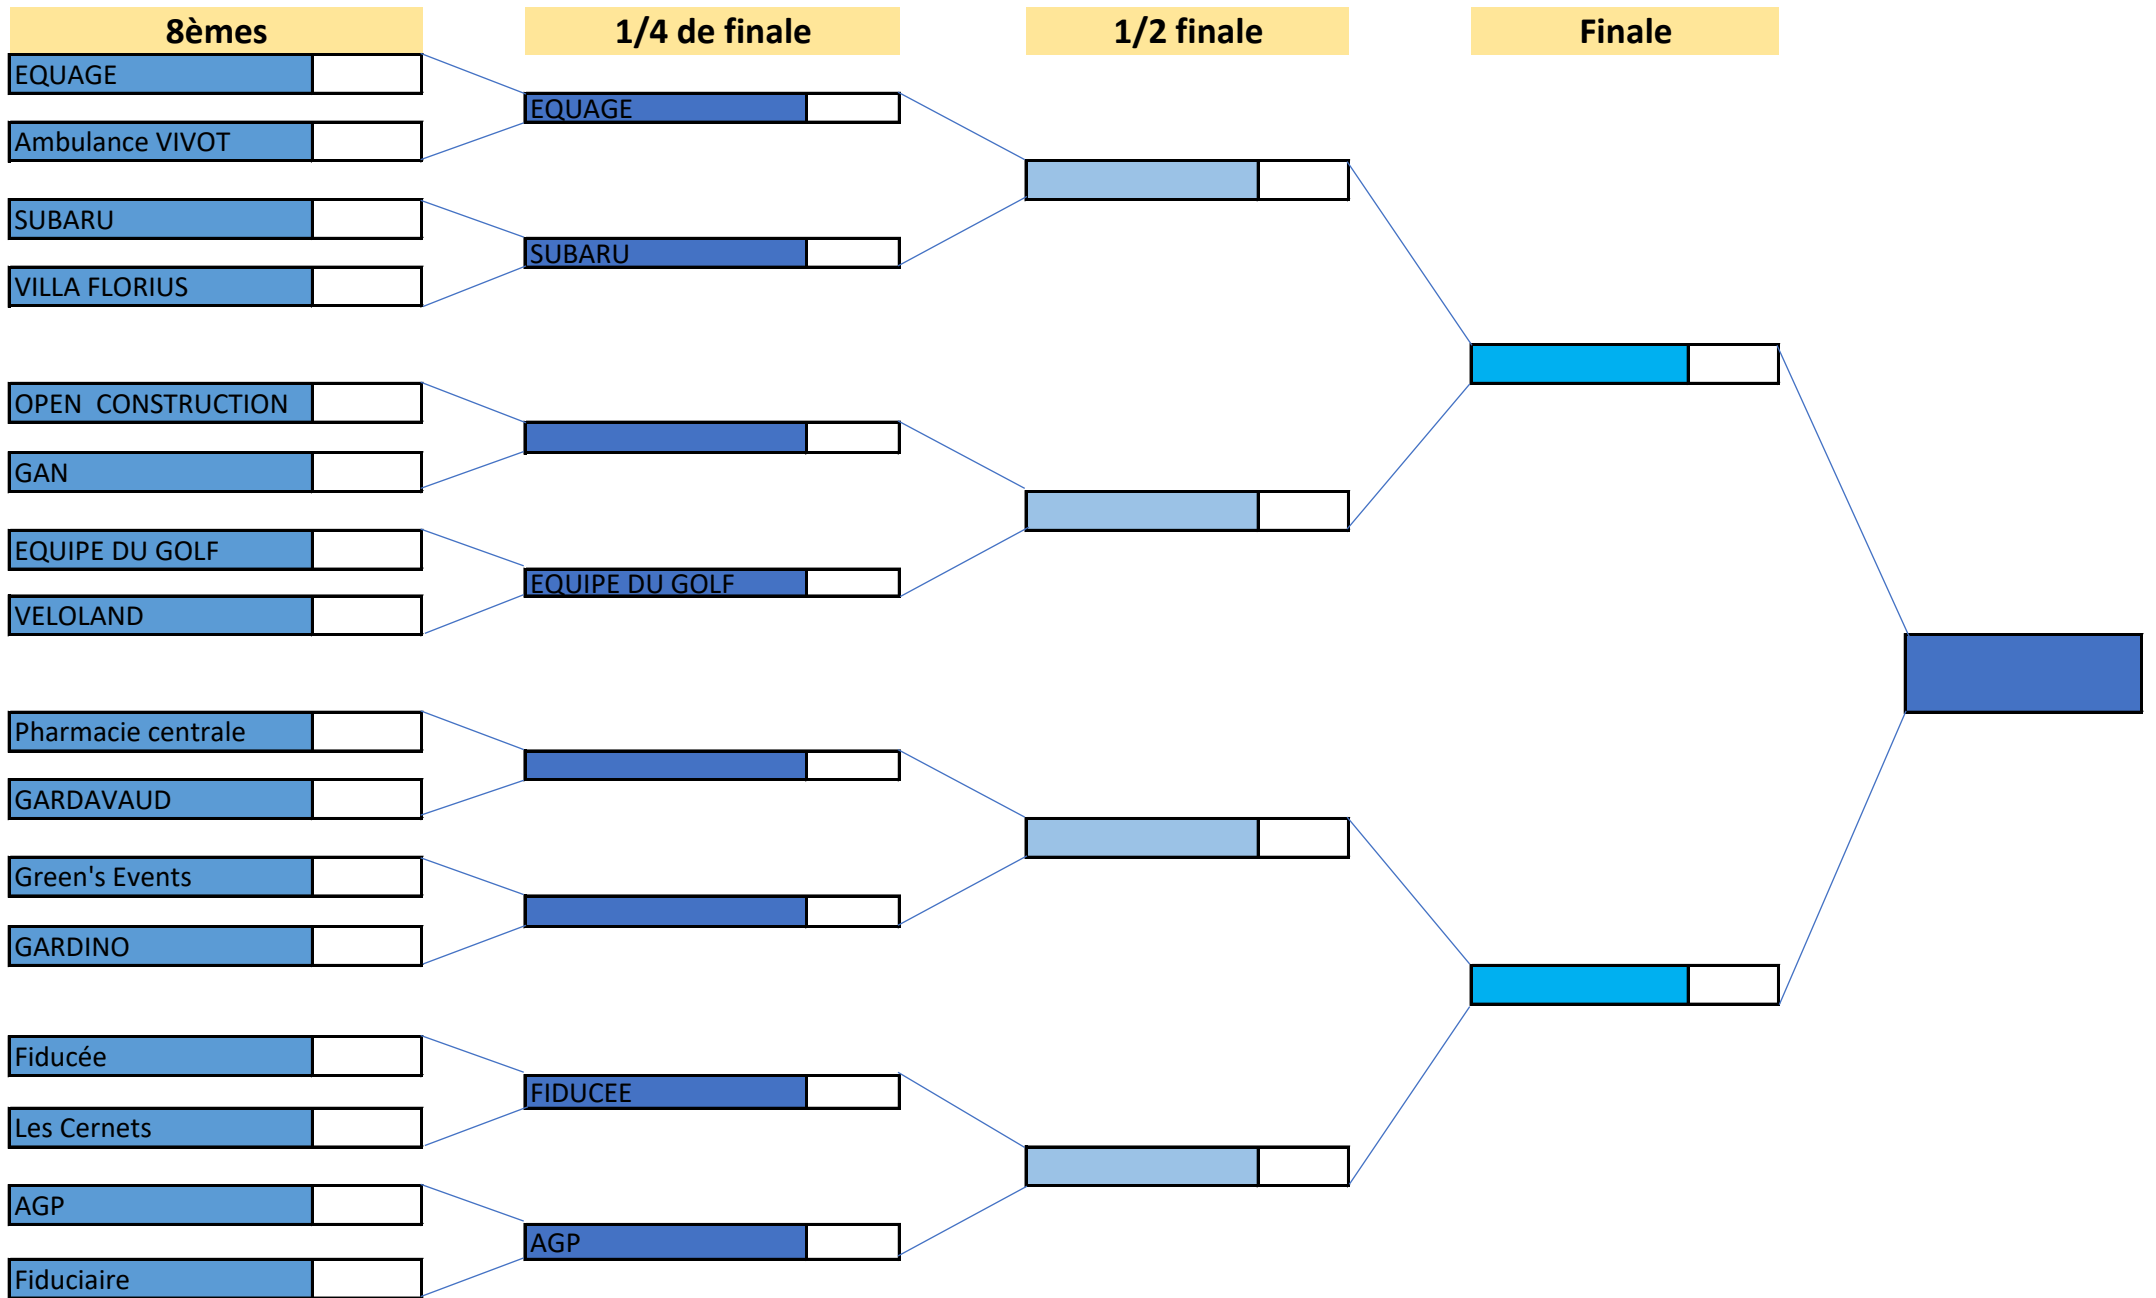 8èmes
1/4 de finale
1/2 finale
Finale
EQUAGE
Ambulance VIVOT
SUBARU
VILLA FLORIUS
OPEN  CONSTRUCTION
GAN
EQUIPE DU GOLF
VELOLAND
Pharmacie centrale
GARDAVAUD
Green's Events
GARDINO
Fiducée
Les Cernets
AGP
Fiduciaire
EQUAGE
SUBARU
EQUIPE DU GOLF
FIDUCEE
AGP